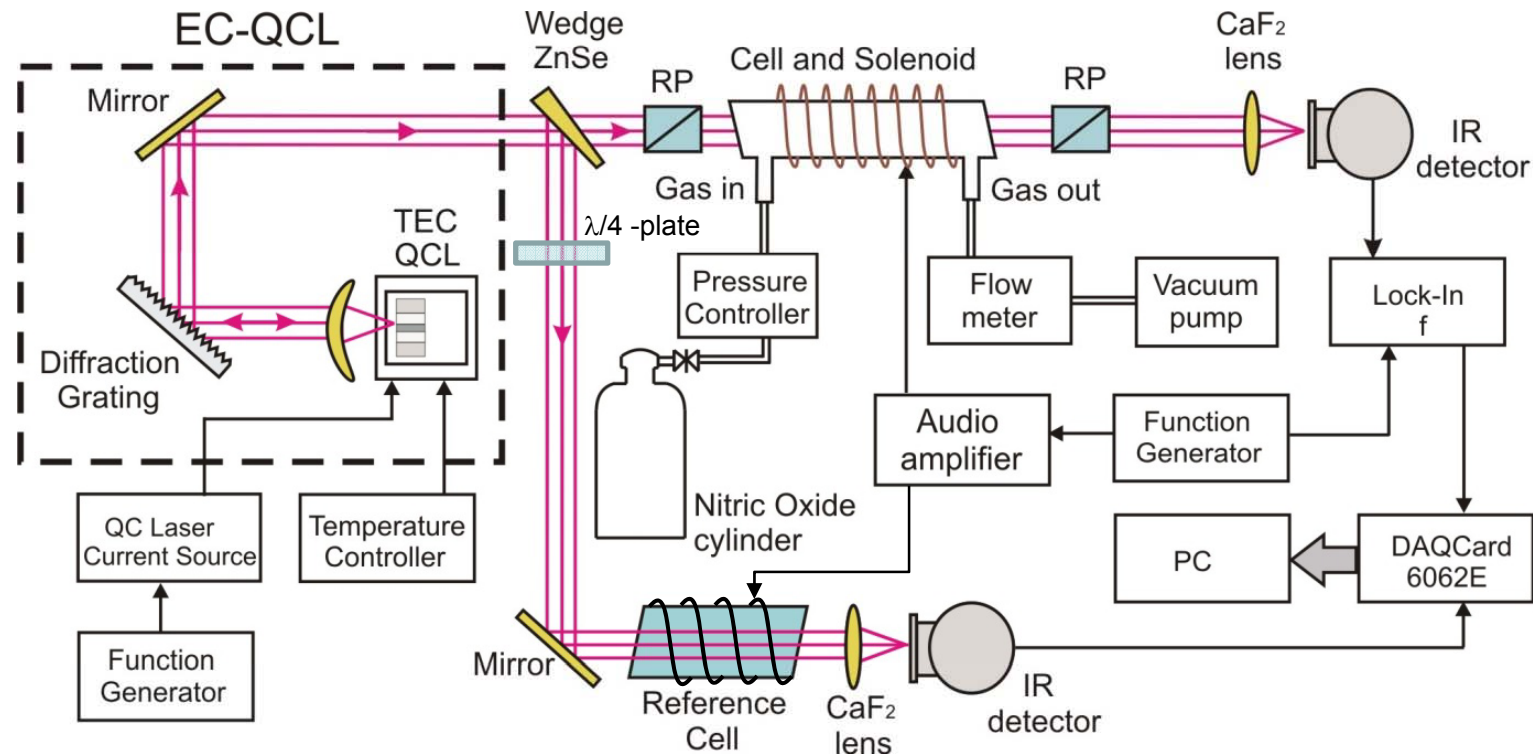 EC-QCL
Wedge
ZnSe
RP
Cell and Solenoid
RP
CaF₂
lens
Mirror
IR
detector
Gas in
Gas out
TEC
QCL
λ/4 -plate
Pressure
Controller
Flow
meter
Vacuum
pump
Lock-In
f
Diffraction
Grating
Audio
amplifier
Function
Generator
QC Laser
Current Source
Temperature
Controller
Nitric Oxide
cylinder
PC
DAQCard
6062E
Function
Generator
Mirror
Reference
Cell
CaF₂
lens
IR
detector